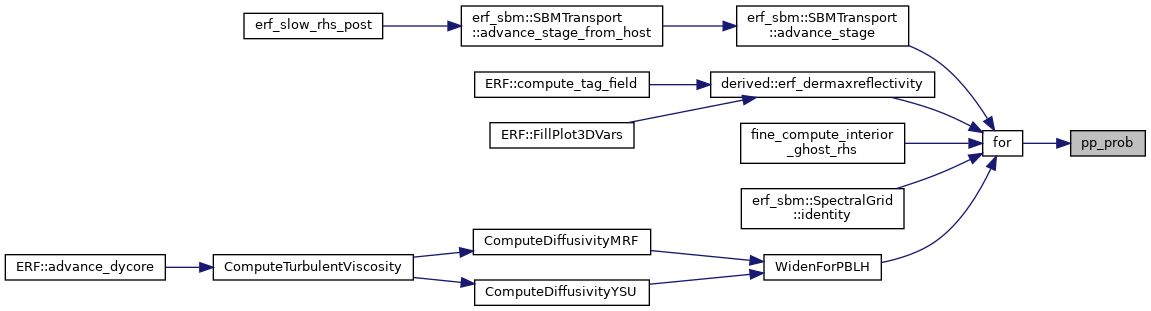 erf_slow_rhs_post
erf_sbm::SBMTransport
::advance_stage_from_host
erf_sbm::SBMTransport
::advance_stage
ERF::compute_tag_field
derived::erf_dermaxreflectivity
ERF::FillPlot3DVars
fine_compute_interior
_ghost_rhs
for
pp_prob
erf_sbm::SpectralGrid
::identity
ComputeDiffusivityMRF
ERF::advance_dycore
ComputeTurbulentViscosity
WidenForPBLH
ComputeDiffusivityYSU